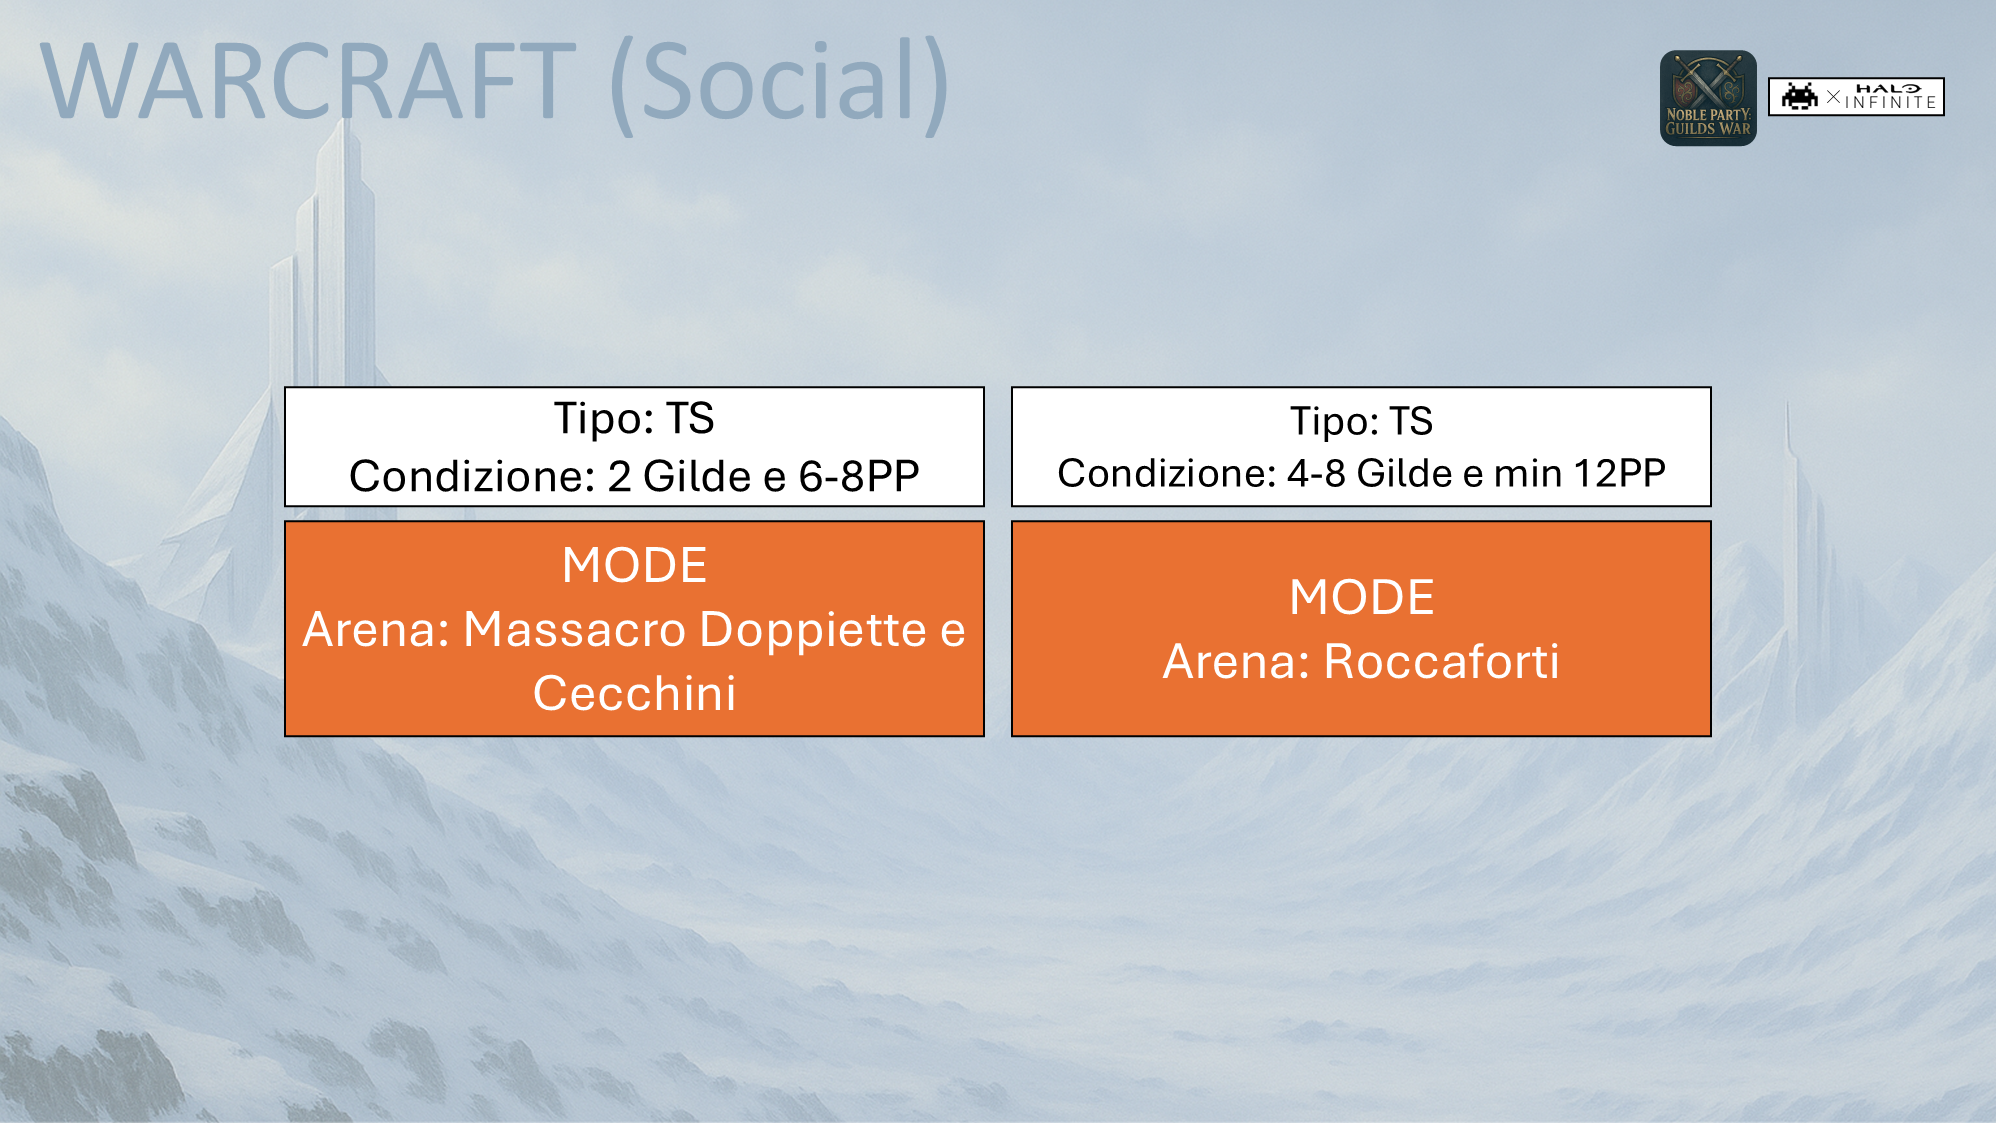 WARCRAFT (Social)
NOBLE PARTY:
GUILDS WAR
× HALO
INFINITE
Tipo: TS
Condizione: 2 Gilde e 6-8PP
Tipo: TS
Condizione: 4-8 Gilde e min 12PP
MODE
Arena: Massacro Doppiette e
Cecchini
MODE
Arena: Roccaforti